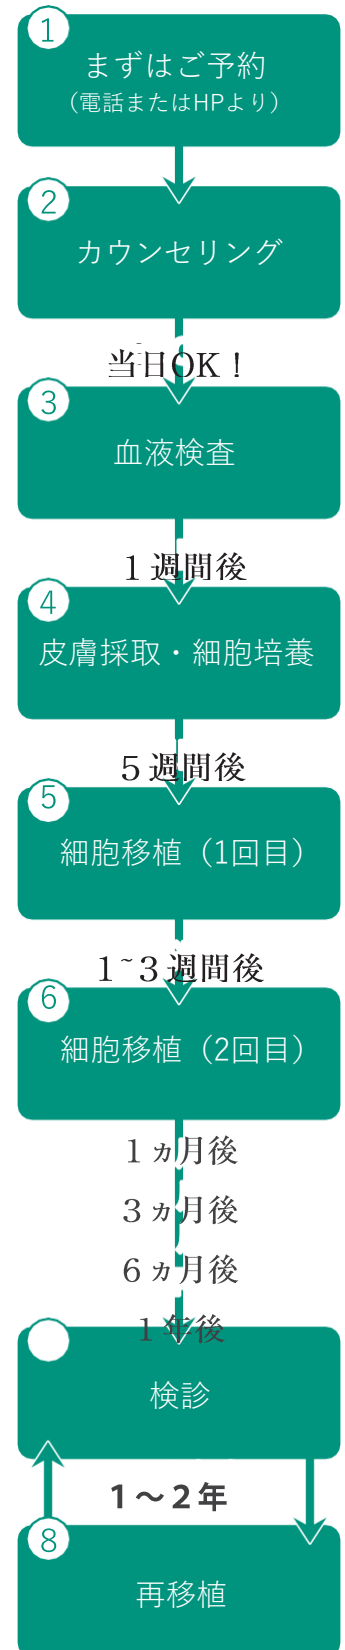 1
まずはご予約
（電話またはHPより）
2
カウンセリング
当日OK！
3
血液検査
1 週間後
4
皮膚採取・細胞培養
5 週間後
5
細胞移植（1回目）
1~3 週間後
6
細胞移植（2回目）
1 ヵ月後
3 ヵ月後
6 ヵ月後
1 年後
検診
1～2年
8
再移植